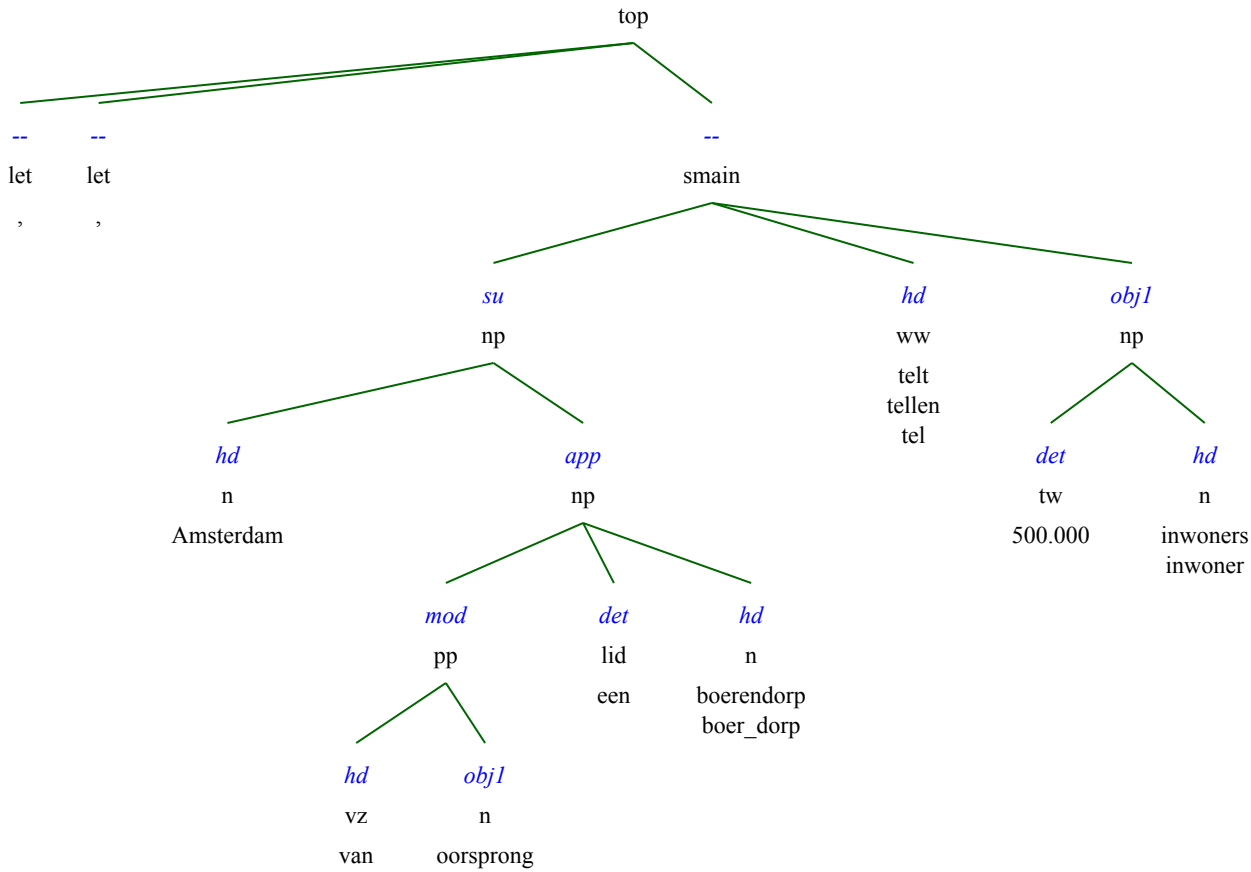 top
-- -- --
let let smain
, ,
su hd obj1
np ww np
telt
tellen
tel
hd app det hd
n np tw n
Amsterdam 500.000 inwoners
inwoner
mod det hd
pp lid n
een boerendorp
boer_dorp
hd obj1
vz n
van oorsprong